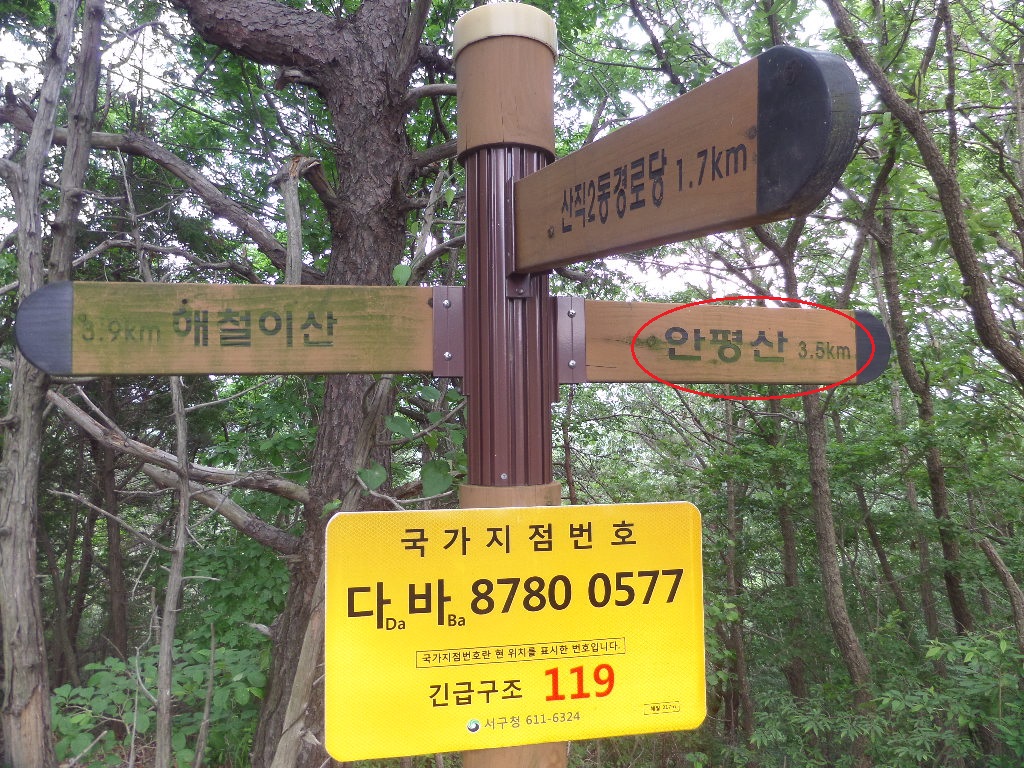 산직2동경로당 1.7km
3.9km 해철이산
안평산 3.5km
국가지점번호
다Da 바Ba 8780 0577
국가지점번호란 현 위치를 표시한 번호입니다.
긴급구조 119
서구청 611-6324